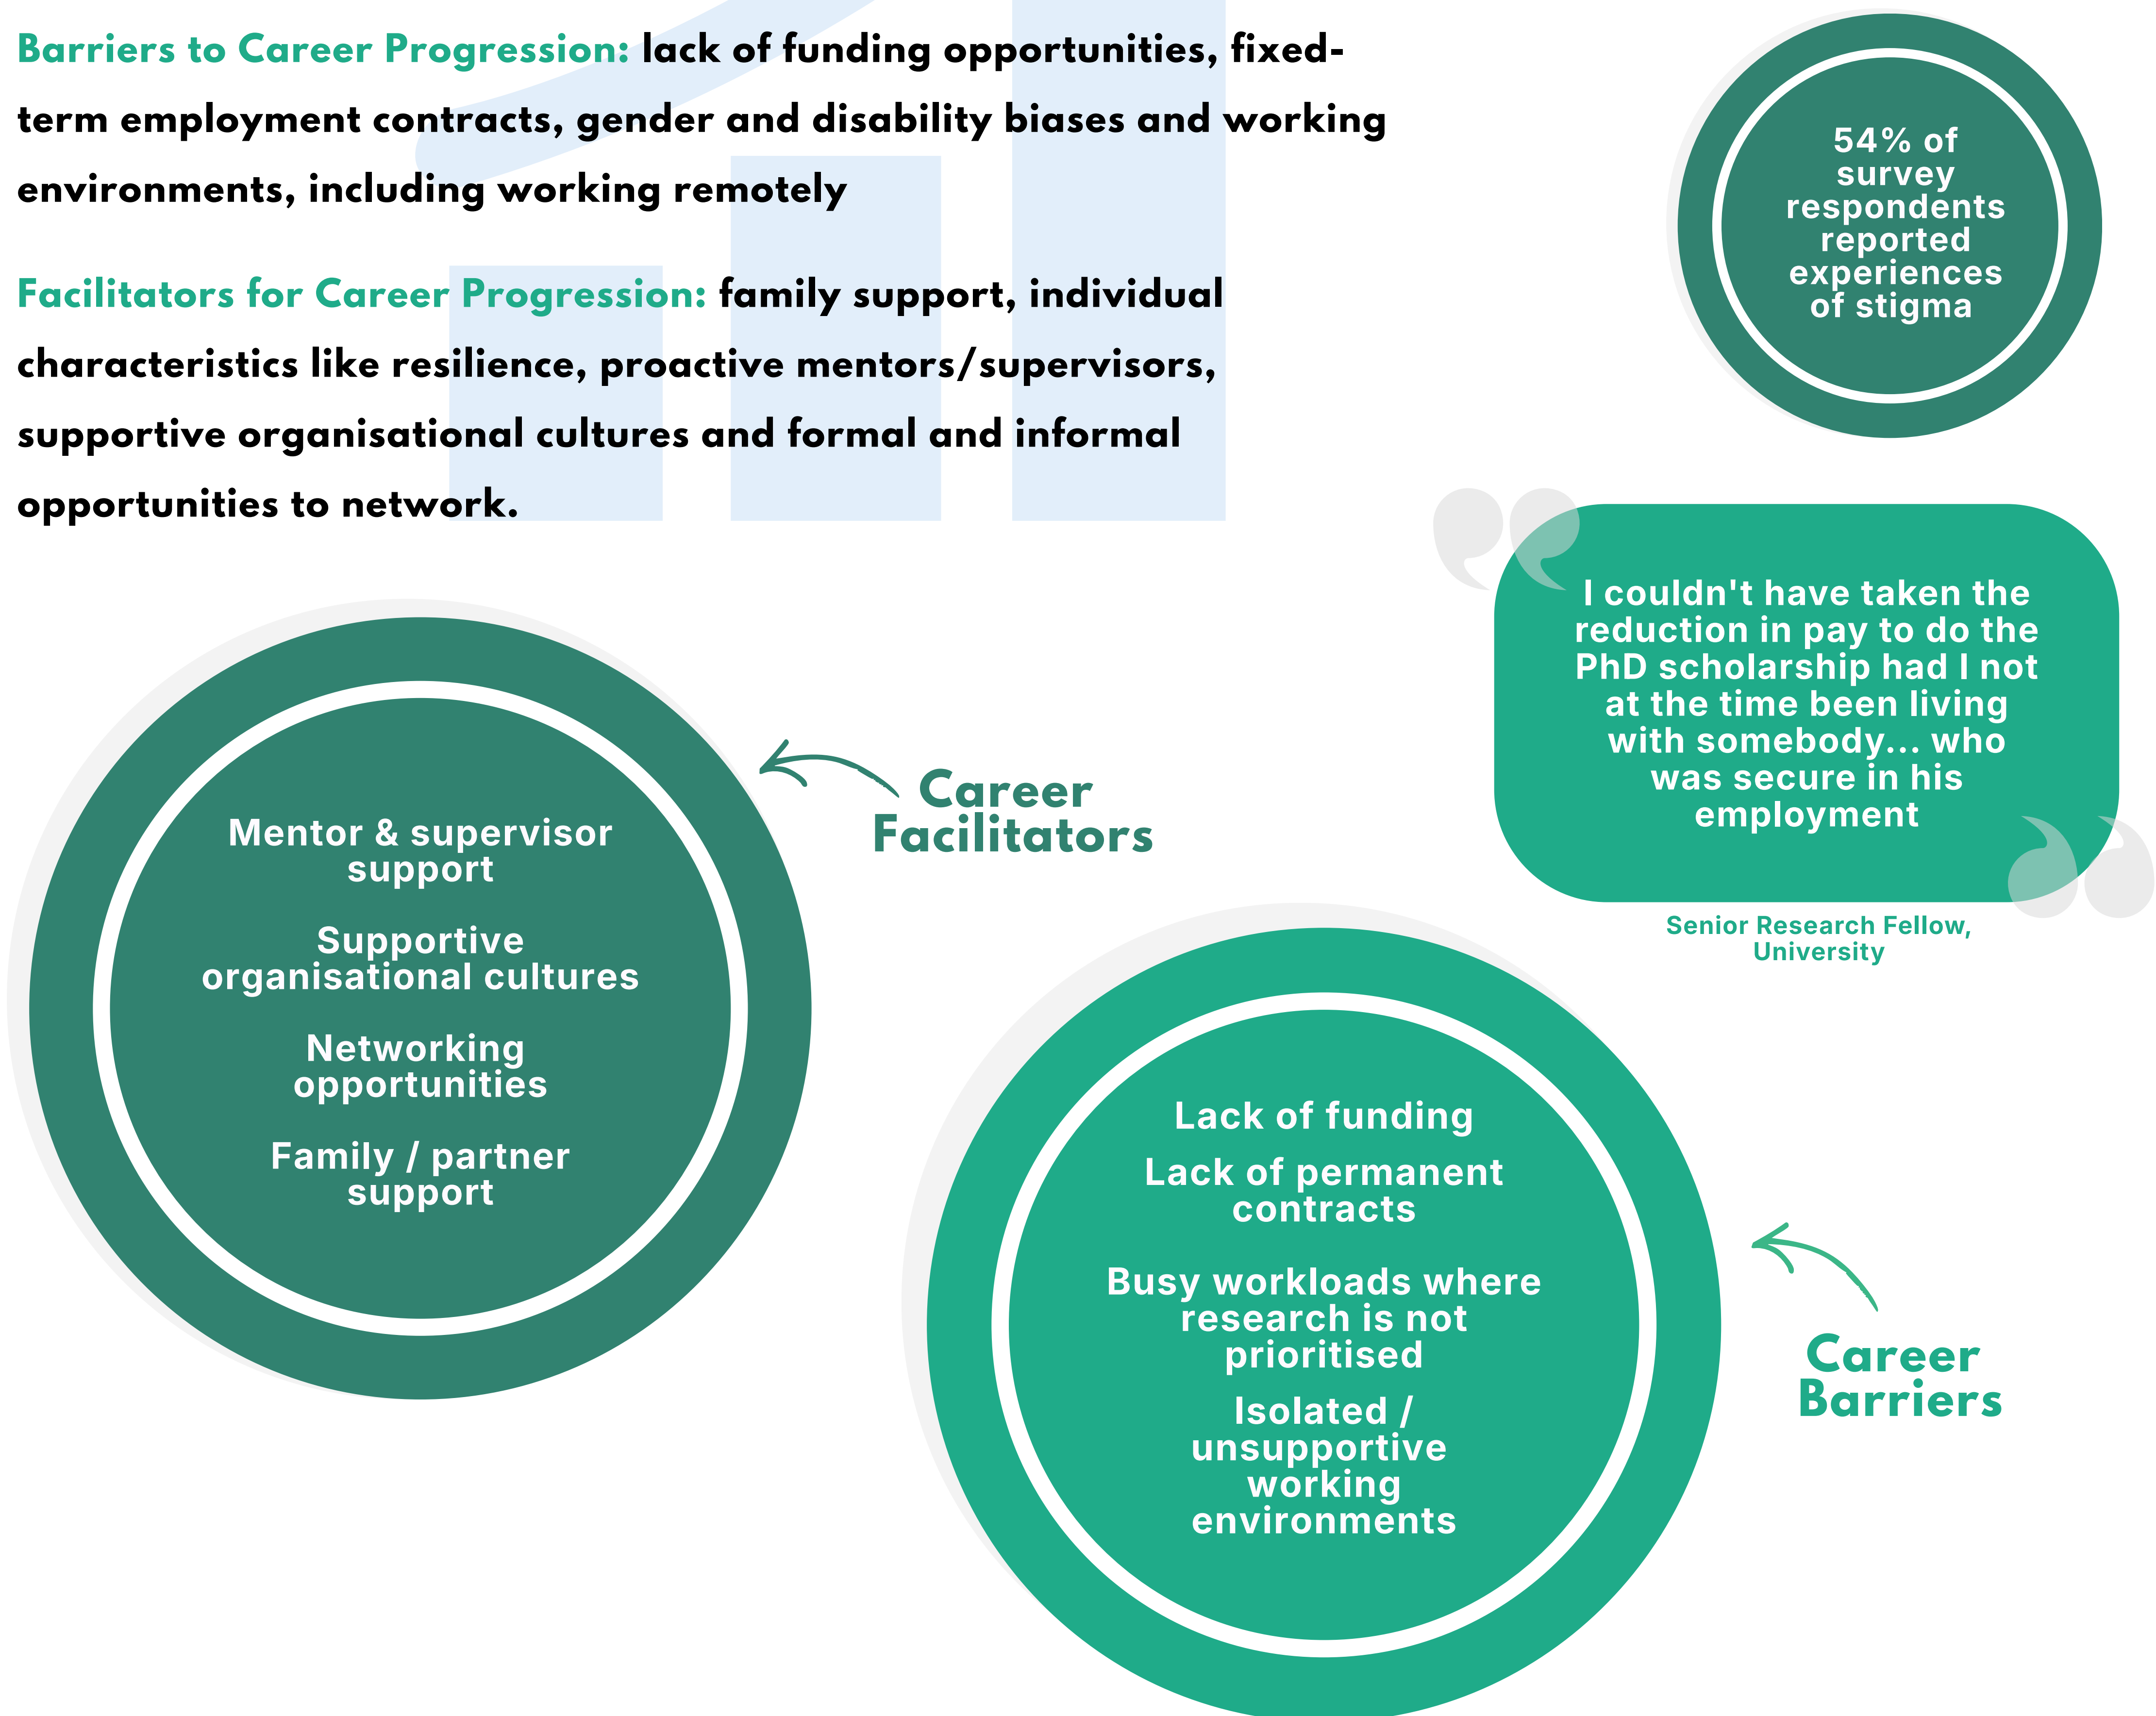 Barriers to Career Progression: lack of funding opportunities, fixed-
term employment contracts, gender and disability biases and working
environments, including working remotely
Facilitators for Career Progression: family support, individual
characteristics like resilience, proactive mentors/supervisors,
supportive organisational cultures and formal and informal
opportunities to network.
54% of
survey
respondents
reported
experiences
of stigma
I couldn't have taken the
reduction in pay to do the
PhD scholarship had I not
at the time been living
with somebody... who
was secure in his
employment
Senior Research Fellow,
University
Career
Facilitators
Mentor & supervisor
support
Supportive
organisational cultures
Networking
opportunities
Family / partner
support
Lack of funding
Lack of permanent
contracts
Busy workloads where
research is not
prioritised
Isolated /
unsupportive
working
environments
Career
Barriers